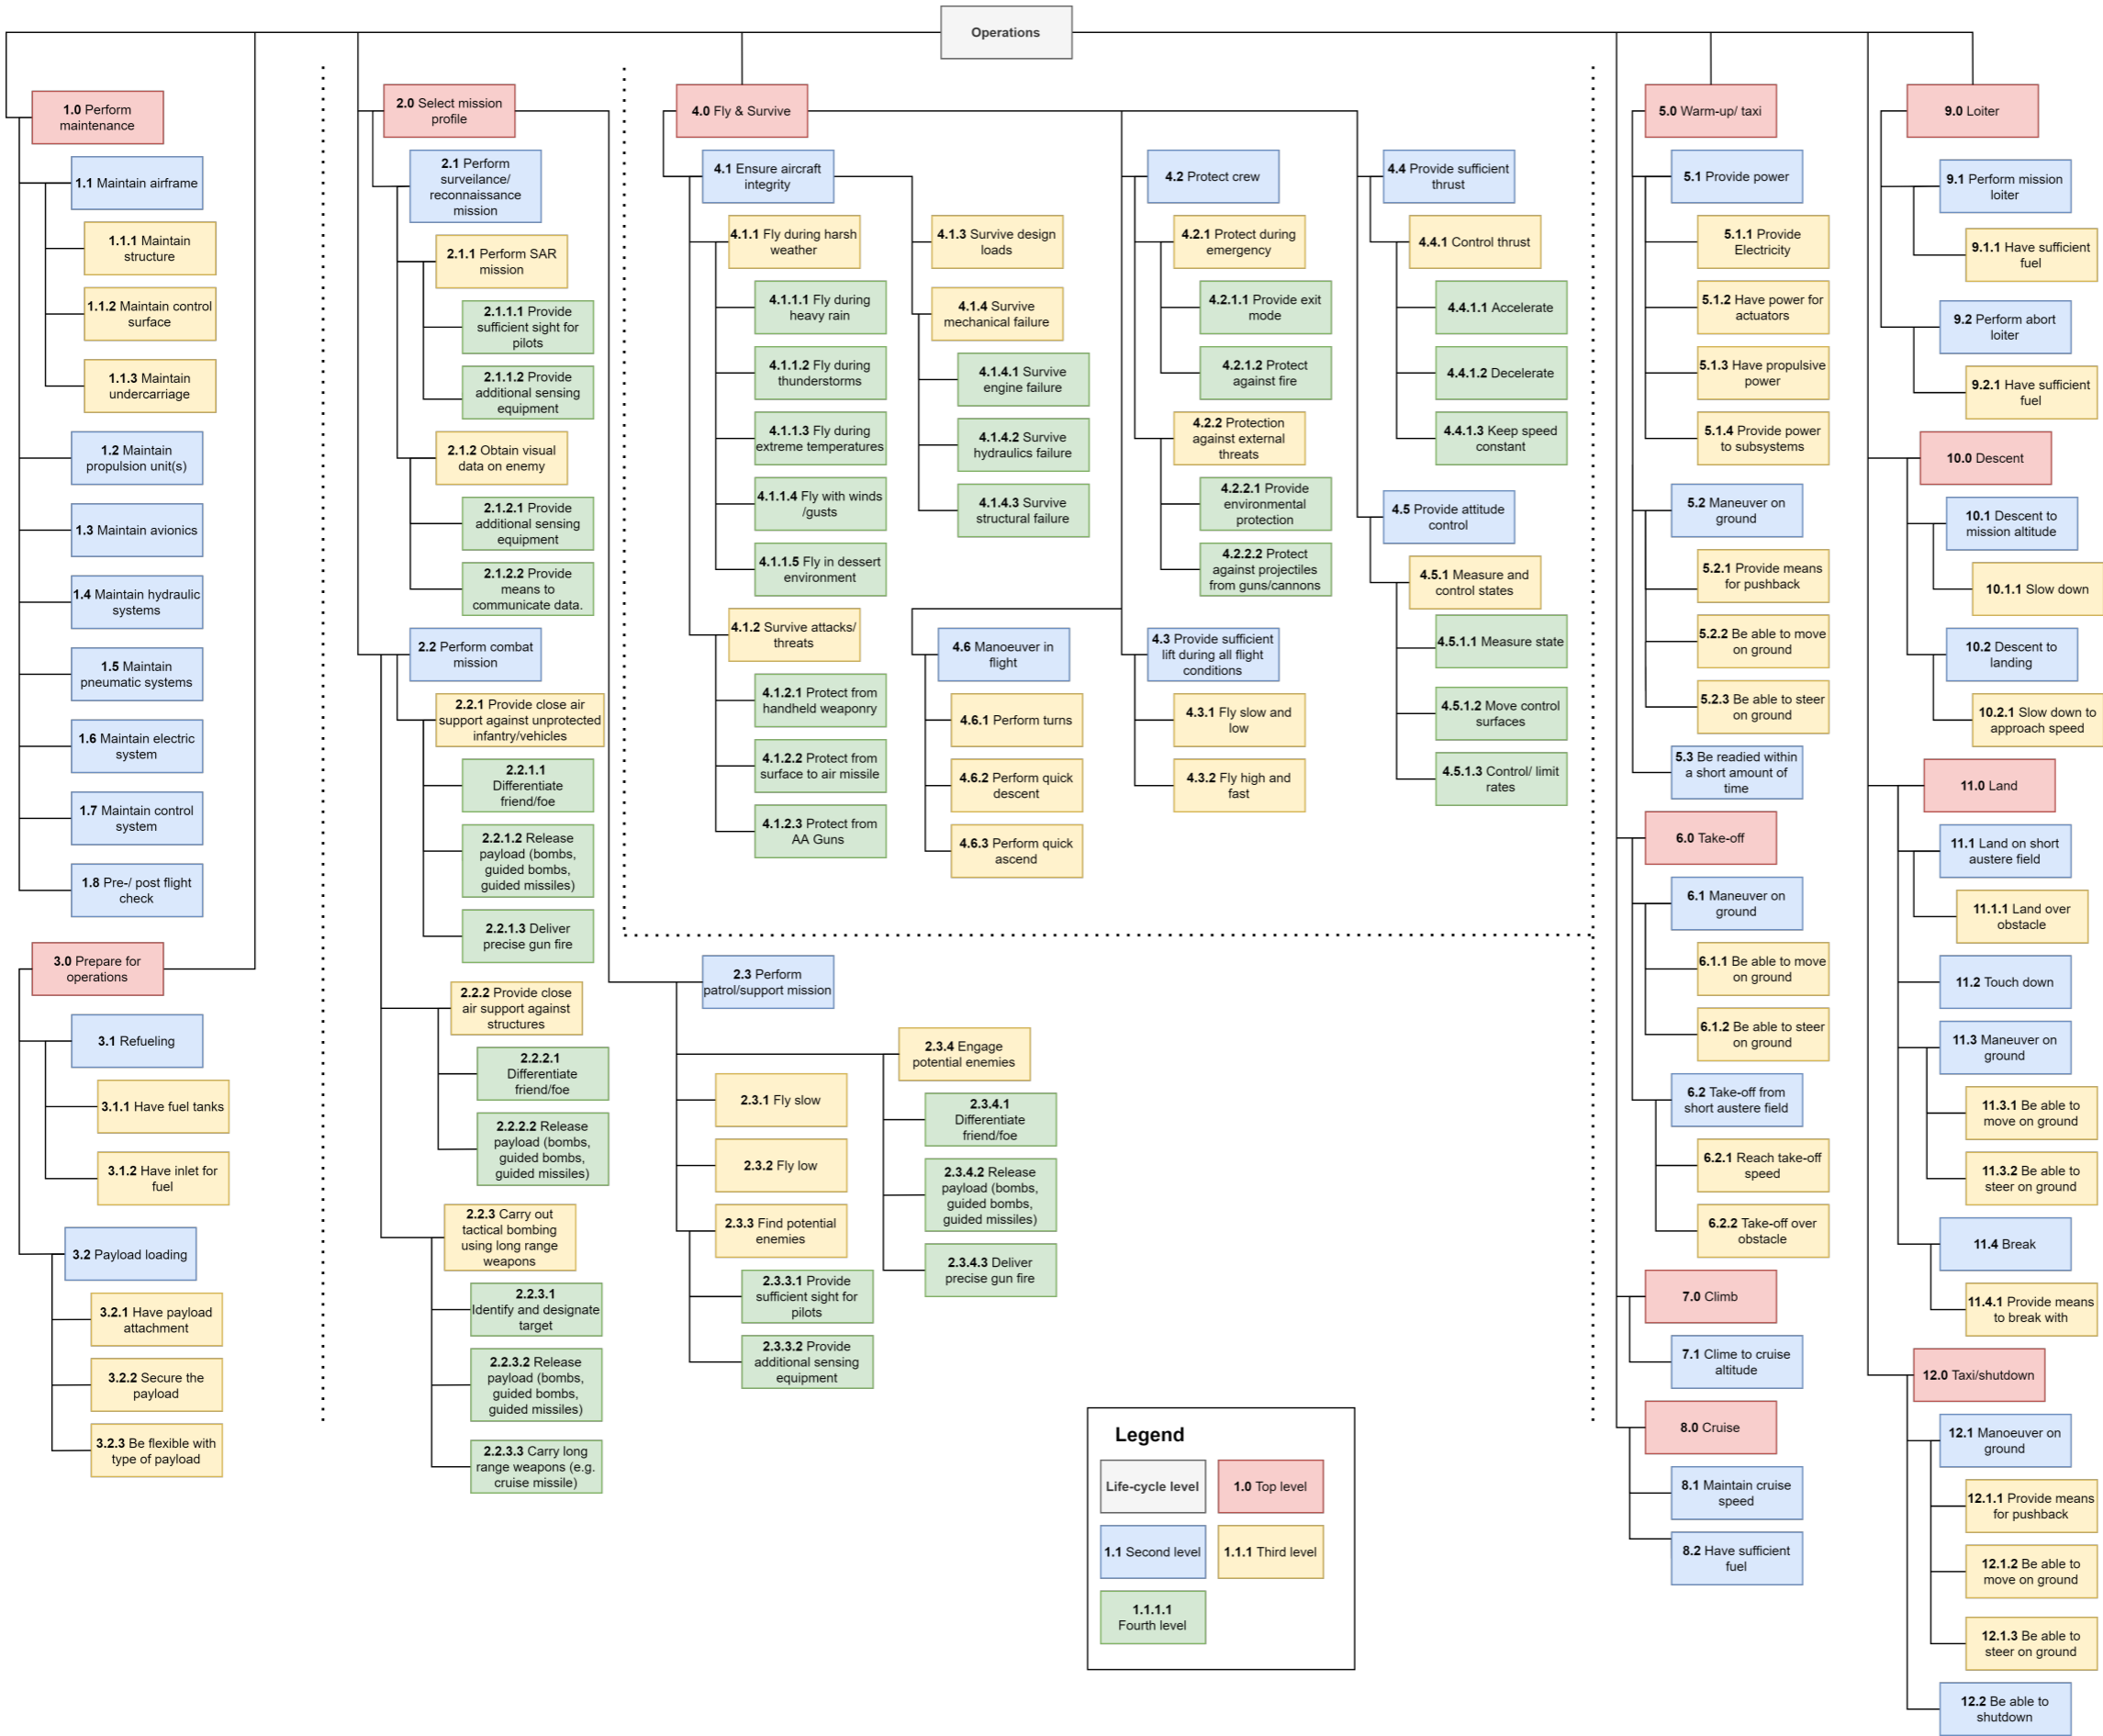 Operations
1.0 Perform
maintenance
1.1 Maintain airframe
1.1.1 Maintain
structure
1.1.2 Maintain control
surface
1.1.3 Maintain
undercarriage
1.2 Maintain
propulsion unit(s)
1.3 Maintain avionics
1.4 Maintain hydraulic
systems
1.5 Maintain
pneumatic systems
1.6 Maintain electric
system
1.7 Maintain control
system
1.8 Pre-/ post flight
check
3.0 Prepare for
operations
3.1 Refueling
3.1.1 Have fuel tanks
3.1.2 Have inlet for
fuel
3.2 Payload loading
3.2.1 Have payload
attachment
3.2.2 Secure the
payload
3.2.3 Be flexible with
type of payload
2.0 Select mission
profile
2.1 Perform
surveilance/
reconnaissance
mission
2.1.1 Perform SAR
mission
2.1.1.1 Provide
sufficient sight for
pilots
2.1.1.2 Provide
additional sensing
equipment
2.1.2 Obtain visual
data on enemy
2.1.2.1 Provide
additional sensing
equipment
2.1.2.2 Provide
means to
communicate data.
2.2 Perform combat
mission
2.2.1 Provide close air
support against unprotected
infantry/vehicles
2.2.1.1
Differentiate
friend/foe
2.2.1.2 Release
payload (bombs,
guided bombs,
guided missiles)
2.2.1.3 Deliver
precise gun fire
2.2.2 Provide close
air support against
structures
2.2.2.1
Differentiate
friend/foe
2.2.2.2 Release
payload (bombs,
guided bombs,
guided missiles)
2.2.3 Carry out
tactical bombing
using long range
weapons
2.2.3.1
Identify and designate
target
2.2.3.2 Release
payload (bombs,
guided bombs,
guided missiles)
2.2.3.3 Carry long
range weapons (e.g.
cruise missile)
2.3 Perform
patrol/support mission
2.3.1 Fly slow
2.3.2 Fly low
2.3.3 Find potential
enemies
2.3.3.1 Provide
sufficient sight for
pilots
2.3.3.2 Provide
additional sensing
equipment
2.3.4 Engage
potential enemies
2.3.4.1
Differentiate
friend/foe
2.3.4.2 Release
payload (bombs,
guided bombs,
guided missiles)
2.3.4.3 Deliver
precise gun fire
4.0 Fly & Survive
4.1 Ensure aircraft
integrity
4.1.1 Fly during harsh
weather
4.1.1.1 Fly during
heavy rain
4.1.1.2 Fly during
thunderstorms
4.1.1.3 Fly during
extreme temperatures
4.1.1.4 Fly with winds
/gusts
4.1.1.5 Fly in dessert
environment
4.1.2 Survive attacks/
threats
4.1.2.1 Protect from
handheld weaponry
4.1.2.2 Protect from
surface to air missile
4.1.2.3 Protect from
AA Guns
4.1.3 Survive design
loads
4.1.4 Survive
mechanical failure
4.1.4.1 Survive
engine failure
4.1.4.2 Survive
hydraulics failure
4.1.4.3 Survive
structural failure
4.6 Manoeuver in
flight
4.6.1 Perform turns
4.6.2 Perform quick
descent
4.6.3 Perform quick
ascend
4.2 Protect crew
4.2.1 Protect during
emergency
4.2.1.1 Provide exit
mode
4.2.1.2 Protect
against fire
4.2.2 Protection
against external
threats
4.2.2.1 Provide
environmental
protection
4.2.2.2 Protect
against projectiles
from guns/cannons
4.3 Provide sufficient
lift during all flight
conditions
4.3.1 Fly slow and
low
4.3.2 Fly high and
fast
4.4 Provide sufficient
thrust
4.4.1 Control thrust
4.4.1.1 Accelerate
4.4.1.2 Decelerate
4.4.1.3 Keep speed
constant
4.5 Provide attitude
control
4.5.1 Measure and
control states
4.5.1.1 Measure state
4.5.1.2 Move control
surfaces
4.5.1.3 Control/ limit
rates
5.0 Warm-up/ taxi
5.1 Provide power
5.1.1 Provide
Electricity
5.1.2 Have power for
actuators
5.1.3 Have propulsive
power
5.1.4 Provide power
to subsystems
5.2 Maneuver on
ground
5.2.1 Provide means
for pushback
5.2.2 Be able to move
on ground
5.2.3 Be able to steer
on ground
5.3 Be readied within
a short amount of
time
6.0 Take-off
6.1 Maneuver on
ground
6.1.1 Be able to move
on ground
6.1.2 Be able to steer
on ground
6.2 Take-off from
short austere field
6.2.1 Reach take-off
speed
6.2.2 Take-off over
obstacle
7.0 Climb
7.1 Clime to cruise
altitude
8.0 Cruise
8.1 Maintain cruise
speed
8.2 Have sufficient
fuel
9.0 Loiter
9.1 Perform mission
loiter
9.1.1 Have sufficient
fuel
9.2 Perform abort
loiter
9.2.1 Have sufficient
fuel
10.0 Descent
10.1 Descent to
mission altitude
10.1.1 Slow down
10.2 Descent to
landing
10.2.1 Slow down to
approach speed
11.0 Land
11.1 Land on short
austere field
11.1.1 Land over
obstacle
11.2 Touch down
11.3 Maneuver on
ground
11.3.1 Be able to
move on ground
11.3.2 Be able to
steer on ground
11.4 Break
11.4.1 Provide means
to break with
12.0 Taxi/shutdown
12.1 Manoeuver on
ground
12.1.1 Provide means
for pushback
12.1.2 Be able to
move on ground
12.1.3 Be able to
steer on ground
12.2 Be able to
shutdown
Legend
Life-cycle level
1.0 Top level
1.1 Second level
1.1.1 Third level
1.1.1.1
Fourth level